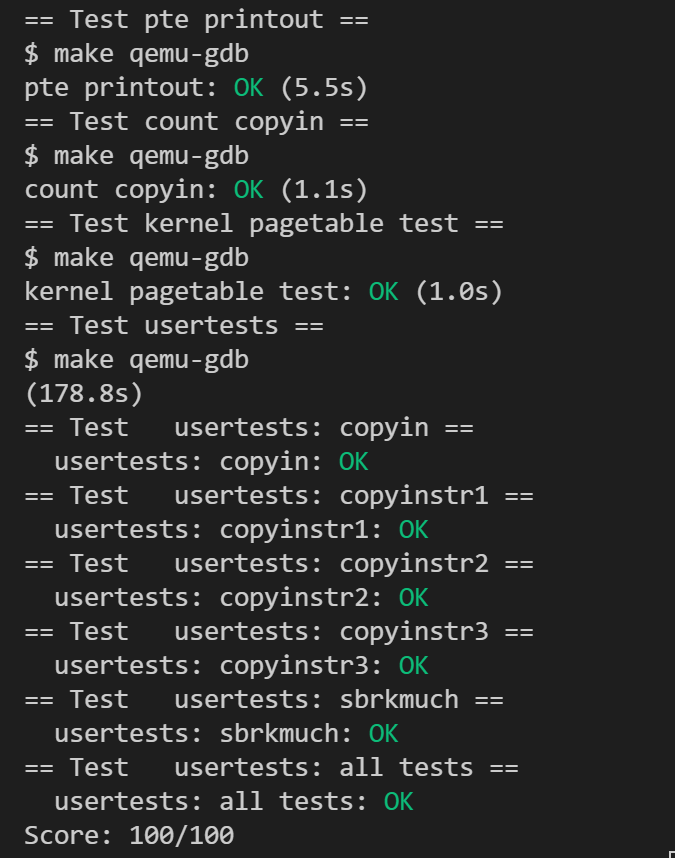 == Test pte printout ==
$ make qemu-gdb
pte printout: OK (5.5s)
== Test count copyin ==
$ make qemu-gdb
count copyin: OK (1.1s)
== Test kernel pagetable test ==
$ make qemu-gdb
kernel pagetable test: OK (1.0s)
== Test usertests ==
$ make qemu-gdb
(178.8s)
== Test   usertests: copyin ==
  usertests: copyin: OK
== Test   usertests: copyinstr1 ==
  usertests: copyinstr1: OK
== Test   usertests: copyinstr2 ==
  usertests: copyinstr2: OK
== Test   usertests: copyinstr3 ==
  usertests: copyinstr3: OK
== Test   usertests: sbrkmuch ==
  usertests: sbrkmuch: OK
== Test   usertests: all tests ==
  usertests: all tests: OK
Score: 100/100